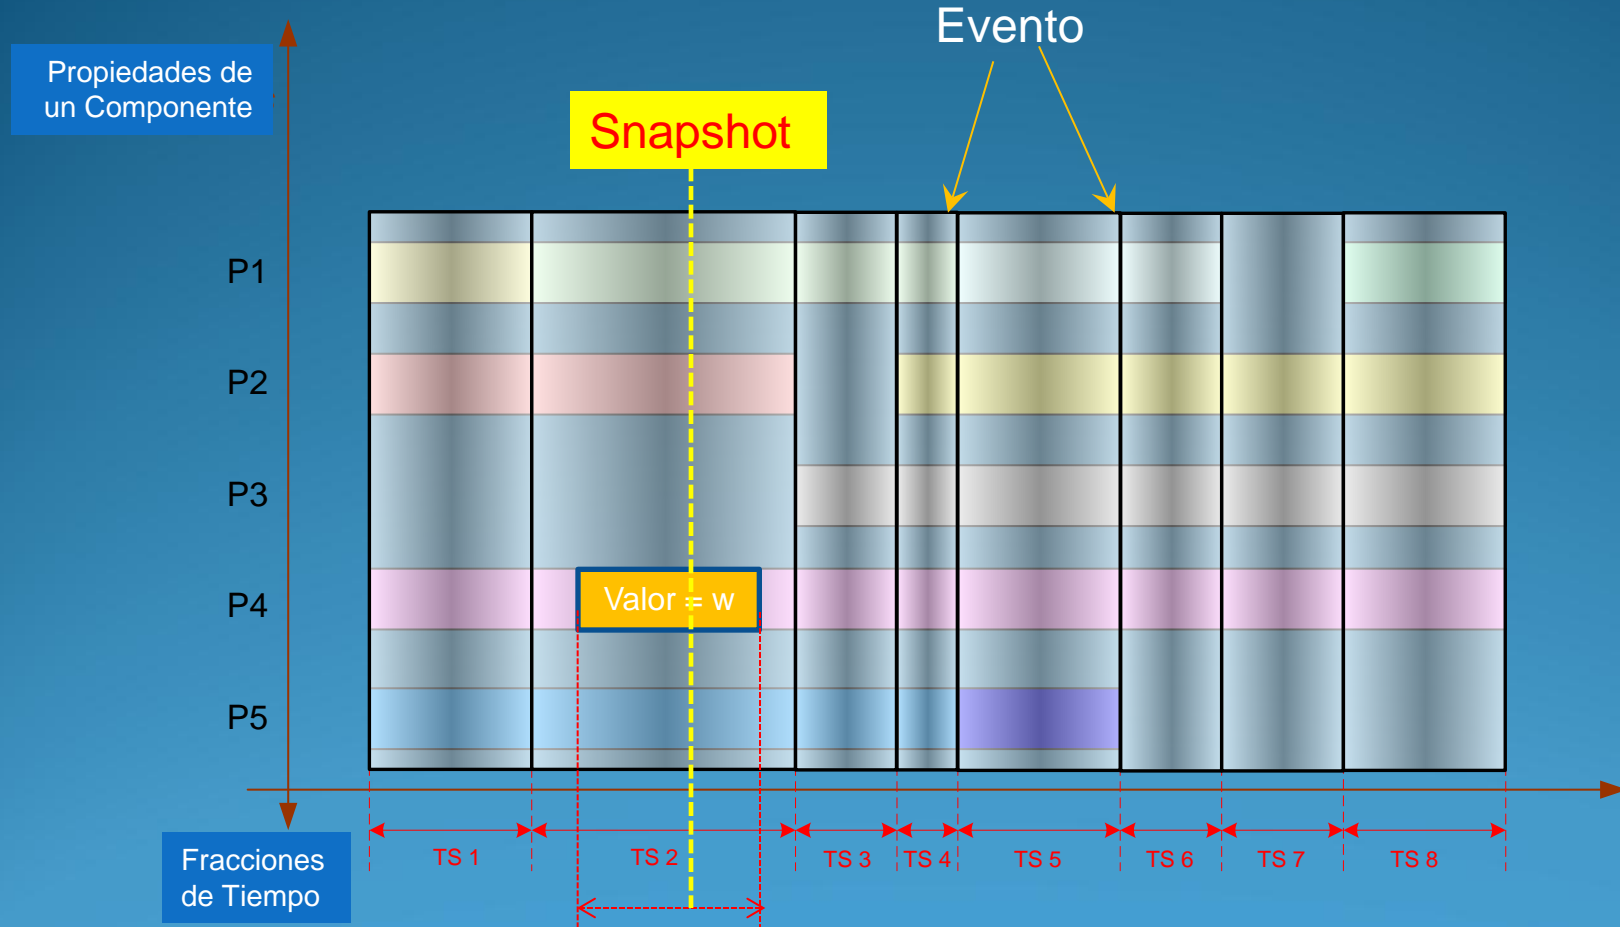 Evento
Propiedades de
un Componente
Snapshot
P1
P2
P3
P4
Valor = w
P5
TS 1
TS 2
TS 3
TS 4
TS 5
TS 6
TS 7
TS 8
Fracciones
de Tiempo